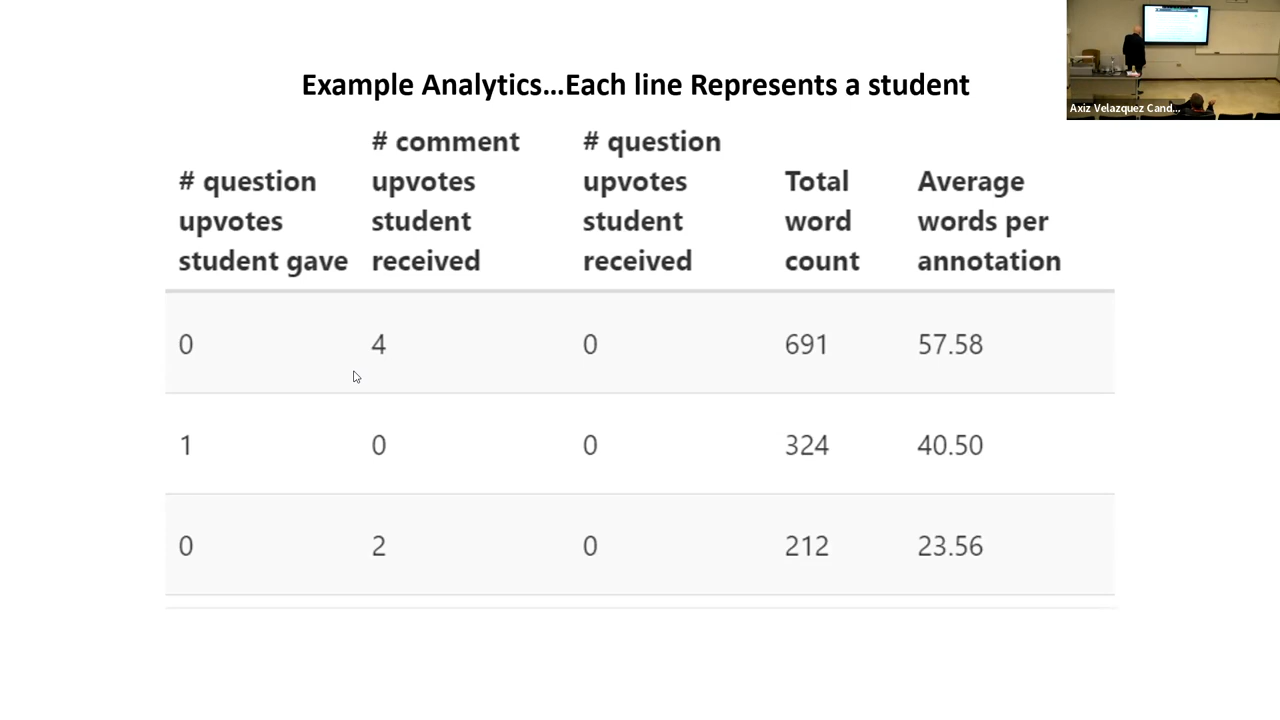 Example Analytics...Each line Represents a student
# question
upvotes
student gave
# comment
upvotes
student
received
# question
upvotes
student
received
Total
word
count
Average
words per
annotation
0 4 0 691 57.58
1 0 0 324 40.50
0 2 0 212 23.56
Axiz Velazquez Cand...